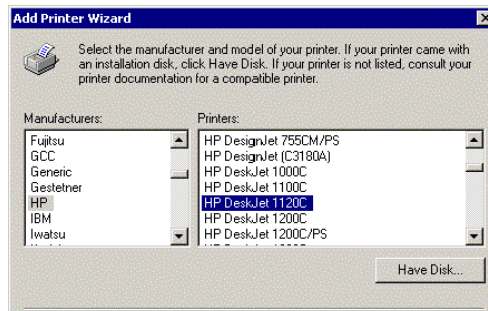 Add Printer Wizard
Select the manufacturer and model of your printer. If your printer came with
an installation disk, click Have Disk. If your printer is not listed, consult your
printer documentation for a compatible printer.
Manufacturers:
Printers:
Fujitsu
GCC
Generic
Gestetner
HP
IBM
Iwatsu
HP DesignJet 755CM/PS
HP DesignJet (C3180A)
HP DeskJet 1000C
HP DeskJet 1100C
HP DeskJet 1120C
HP DeskJet 1200C
HP DeskJet 1200C/PS
Have Disk...